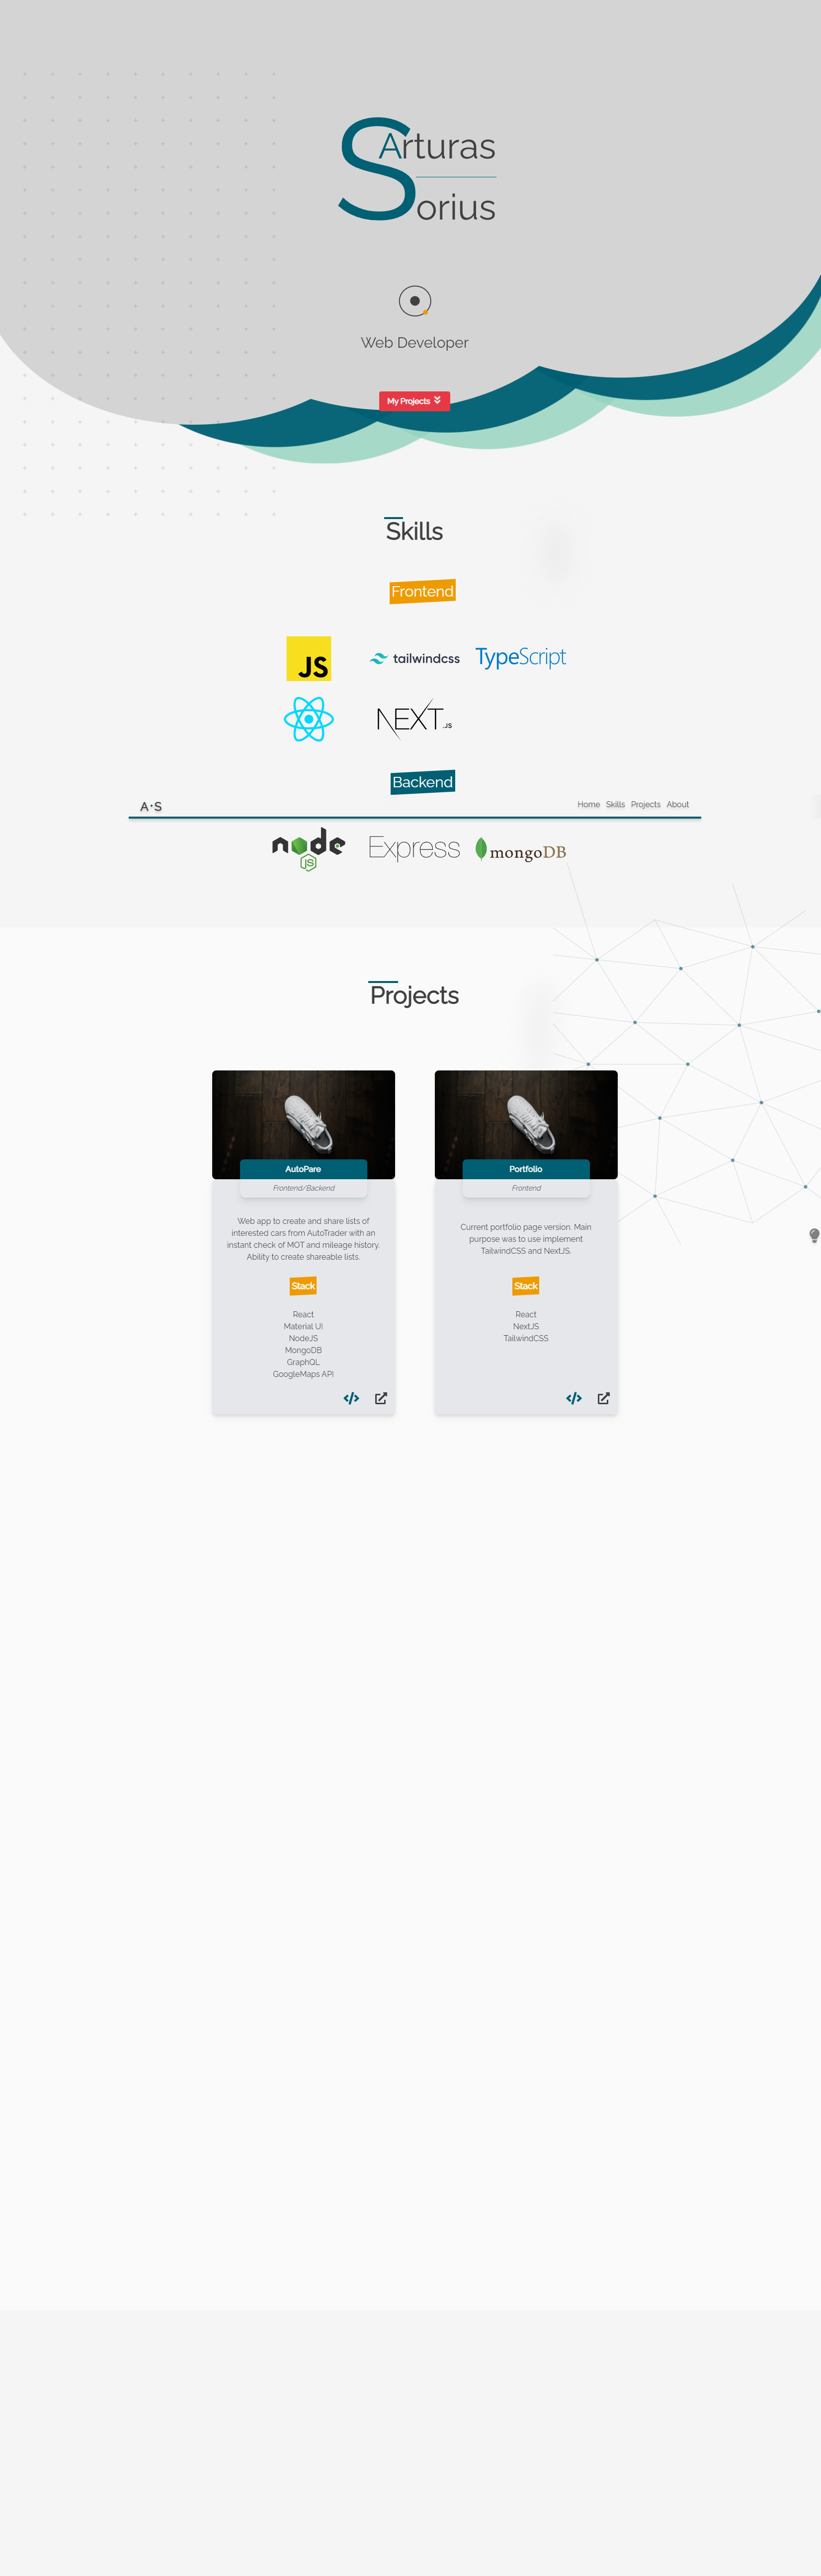 Arturas
Sorius
Web Developer
My Projects
Skills
Frontend
JS
tailwindcss
TypeScript
NEXT.JS
Backend
A·S
Home Skills Projects About
node
JS
Express
mongoDB
Projects
AutoPare
Frontend/Backend
Web app to create and share lists of
interested cars from AutoTrader with an
instant check of MOT and mileage history.
Ability to create shareable lists.
Stack
React
Material UI
NodeJS
MongoDB
GraphQL
GoogleMaps API
Portfolio
Frontend
Current portfolio page version. Main
purpose was to use implement
TailwindCSS and NextJS.
Stack
React
NextJS
TailwindCSS